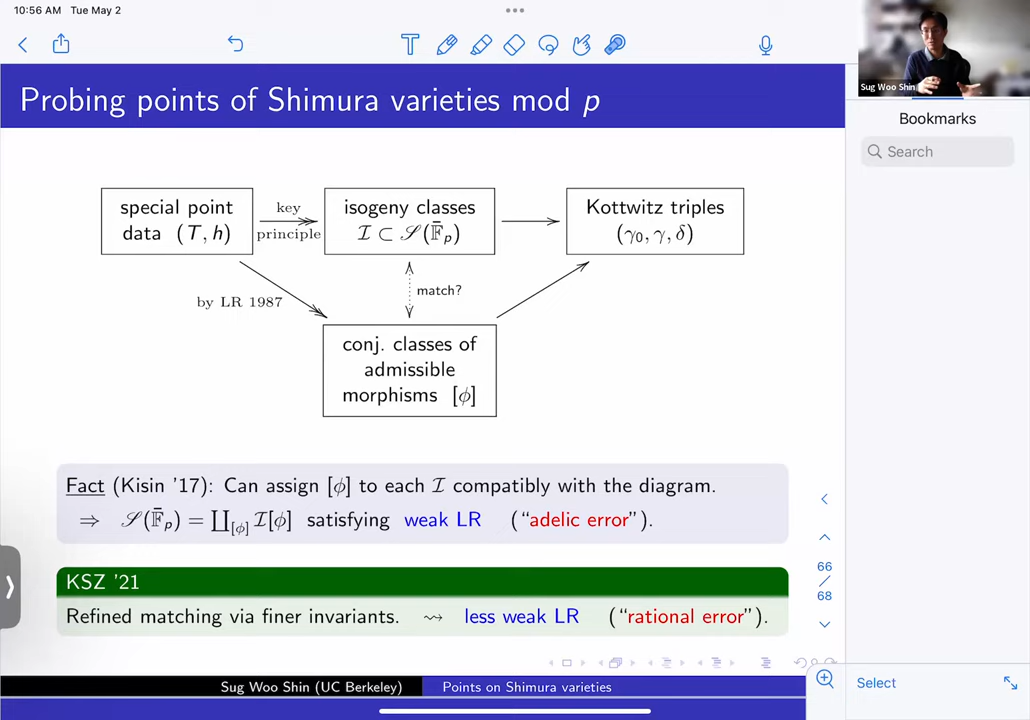 10:56 AM Tue May 2
Sug Woo Shin
Probing points of Shimura varieties mod p
Bookmarks
Search
special point
data (T, h)
key
principle
isogeny classes
ℐ ⊂ 𝒮(F̄ₚ)
Kottwitz triples
(γ₀, γ, δ)
by LR 1987
match?
conj. classes of
admissible
morphisms [ϕ]
Fact (Kisin '17): Can assign [ϕ] to each ℐ compatibly with the diagram.
⇒ 𝒮(F̄ₚ) = ∐[ϕ] ℐ[ϕ] satisfying weak LR ("adelic error").
KSZ '21
Refined matching via finer invariants. ⇝ less weak LR ("rational error").
66
/
68
Sug Woo Shin (UC Berkeley)
Points on Shimura varieties
Select